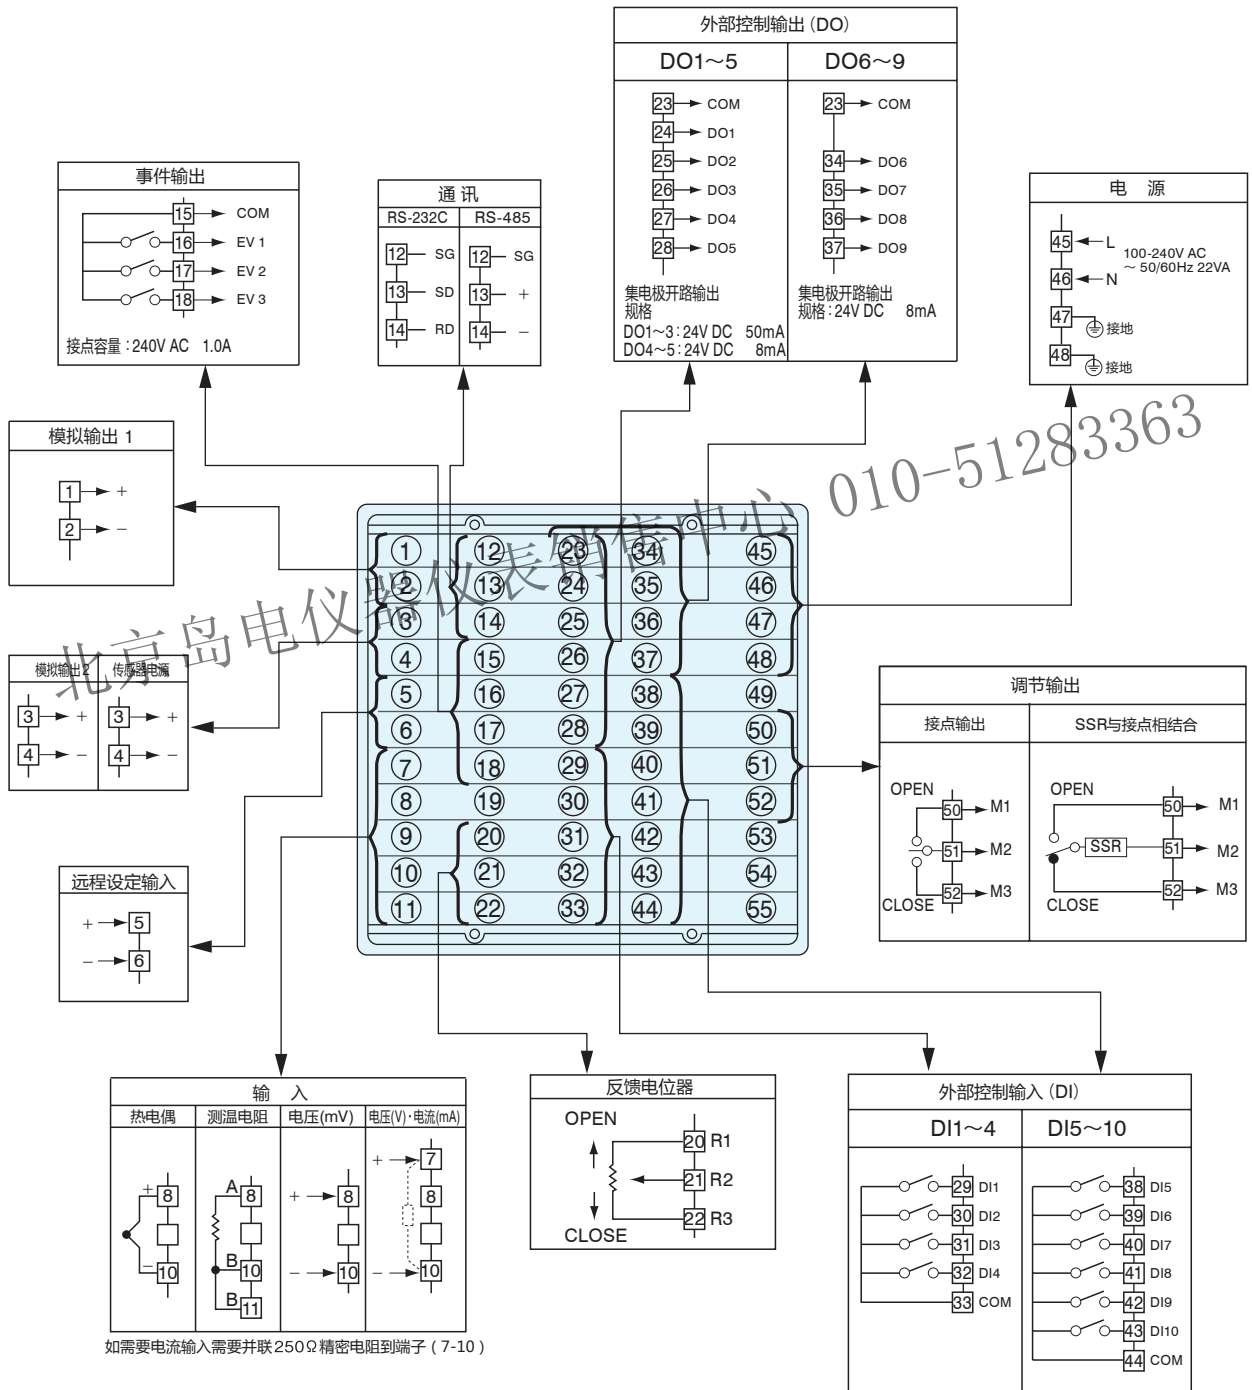 外部控制输出(DO)
DO1～5
DO6～9
23 COM
24 DO1
25 DO2
26 DO3
27 DO4
28 DO5
集电极开路输出
规格
DO1～3:24V DC 50mA
DO4～5:24V DC 8mA
23 COM
34 DO6
35 DO7
36 DO8
37 DO9
集电极开路输出
规格:24V DC 8mA
事件输出
15 COM
16 EV 1
17 EV 2
18 EV 3
接点容量:240V AC 1.0A
通 讯
RS-232C
RS-485
12 SG
13 SD
14 RD
12 SG
13 +
14 −
电 源
45 L
46 N
100-240V AC
～ 50/60Hz 22VA
47 接地
48 接地
模拟输出 1
1 +
2 −
模拟输出2
传感器电源
3 +
4 −
3 +
4 −
远程设定输入
+ 5
− 6
北京岛电仪器仪表销售中心 010-51283363
1 12 23 34 45
2 13 24 35 46
3 14 25 36 47
4 15 26 37 48
5 16 27 38 49
6 17 28 39 50
7 18 29 40 51
8 19 30 41 52
9 20 31 42 53
10 21 32 43 54
11 22 33 44 55
调节输出
接点输出
SSR与接点相结合
OPEN
50 M1
51 M2
52 M3
CLOSE
OPEN
50 M1
SSR 51 M2
52 M3
CLOSE
输 入
热电偶
测温电阻
电压(mV)
电压(V)·电流(mA)
+ 8
− 10
A 8
B 10
B 11
+ 8
− 10
+ 7
8
− 10
如需要电流输入需要并联250Ω精密电阻到端子(7-10)
反馈电位器
OPEN
20 R1
21 R2
22 R3
CLOSE
外部控制输入(DI)
DI1～4
DI5～10
29 DI1
30 DI2
31 DI3
32 DI4
33 COM
38 DI5
39 DI6
40 DI7
41 DI8
42 DI9
43 DI10
44 COM